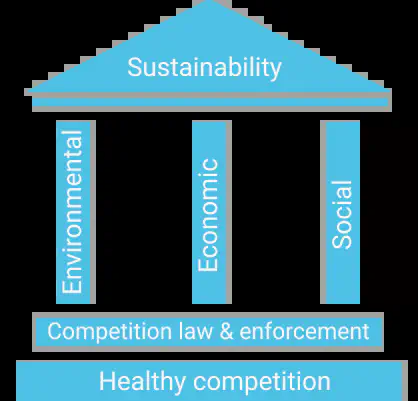 Sustainability
Environmental
Economic
Social
Competition law & enforcement
Healthy competition